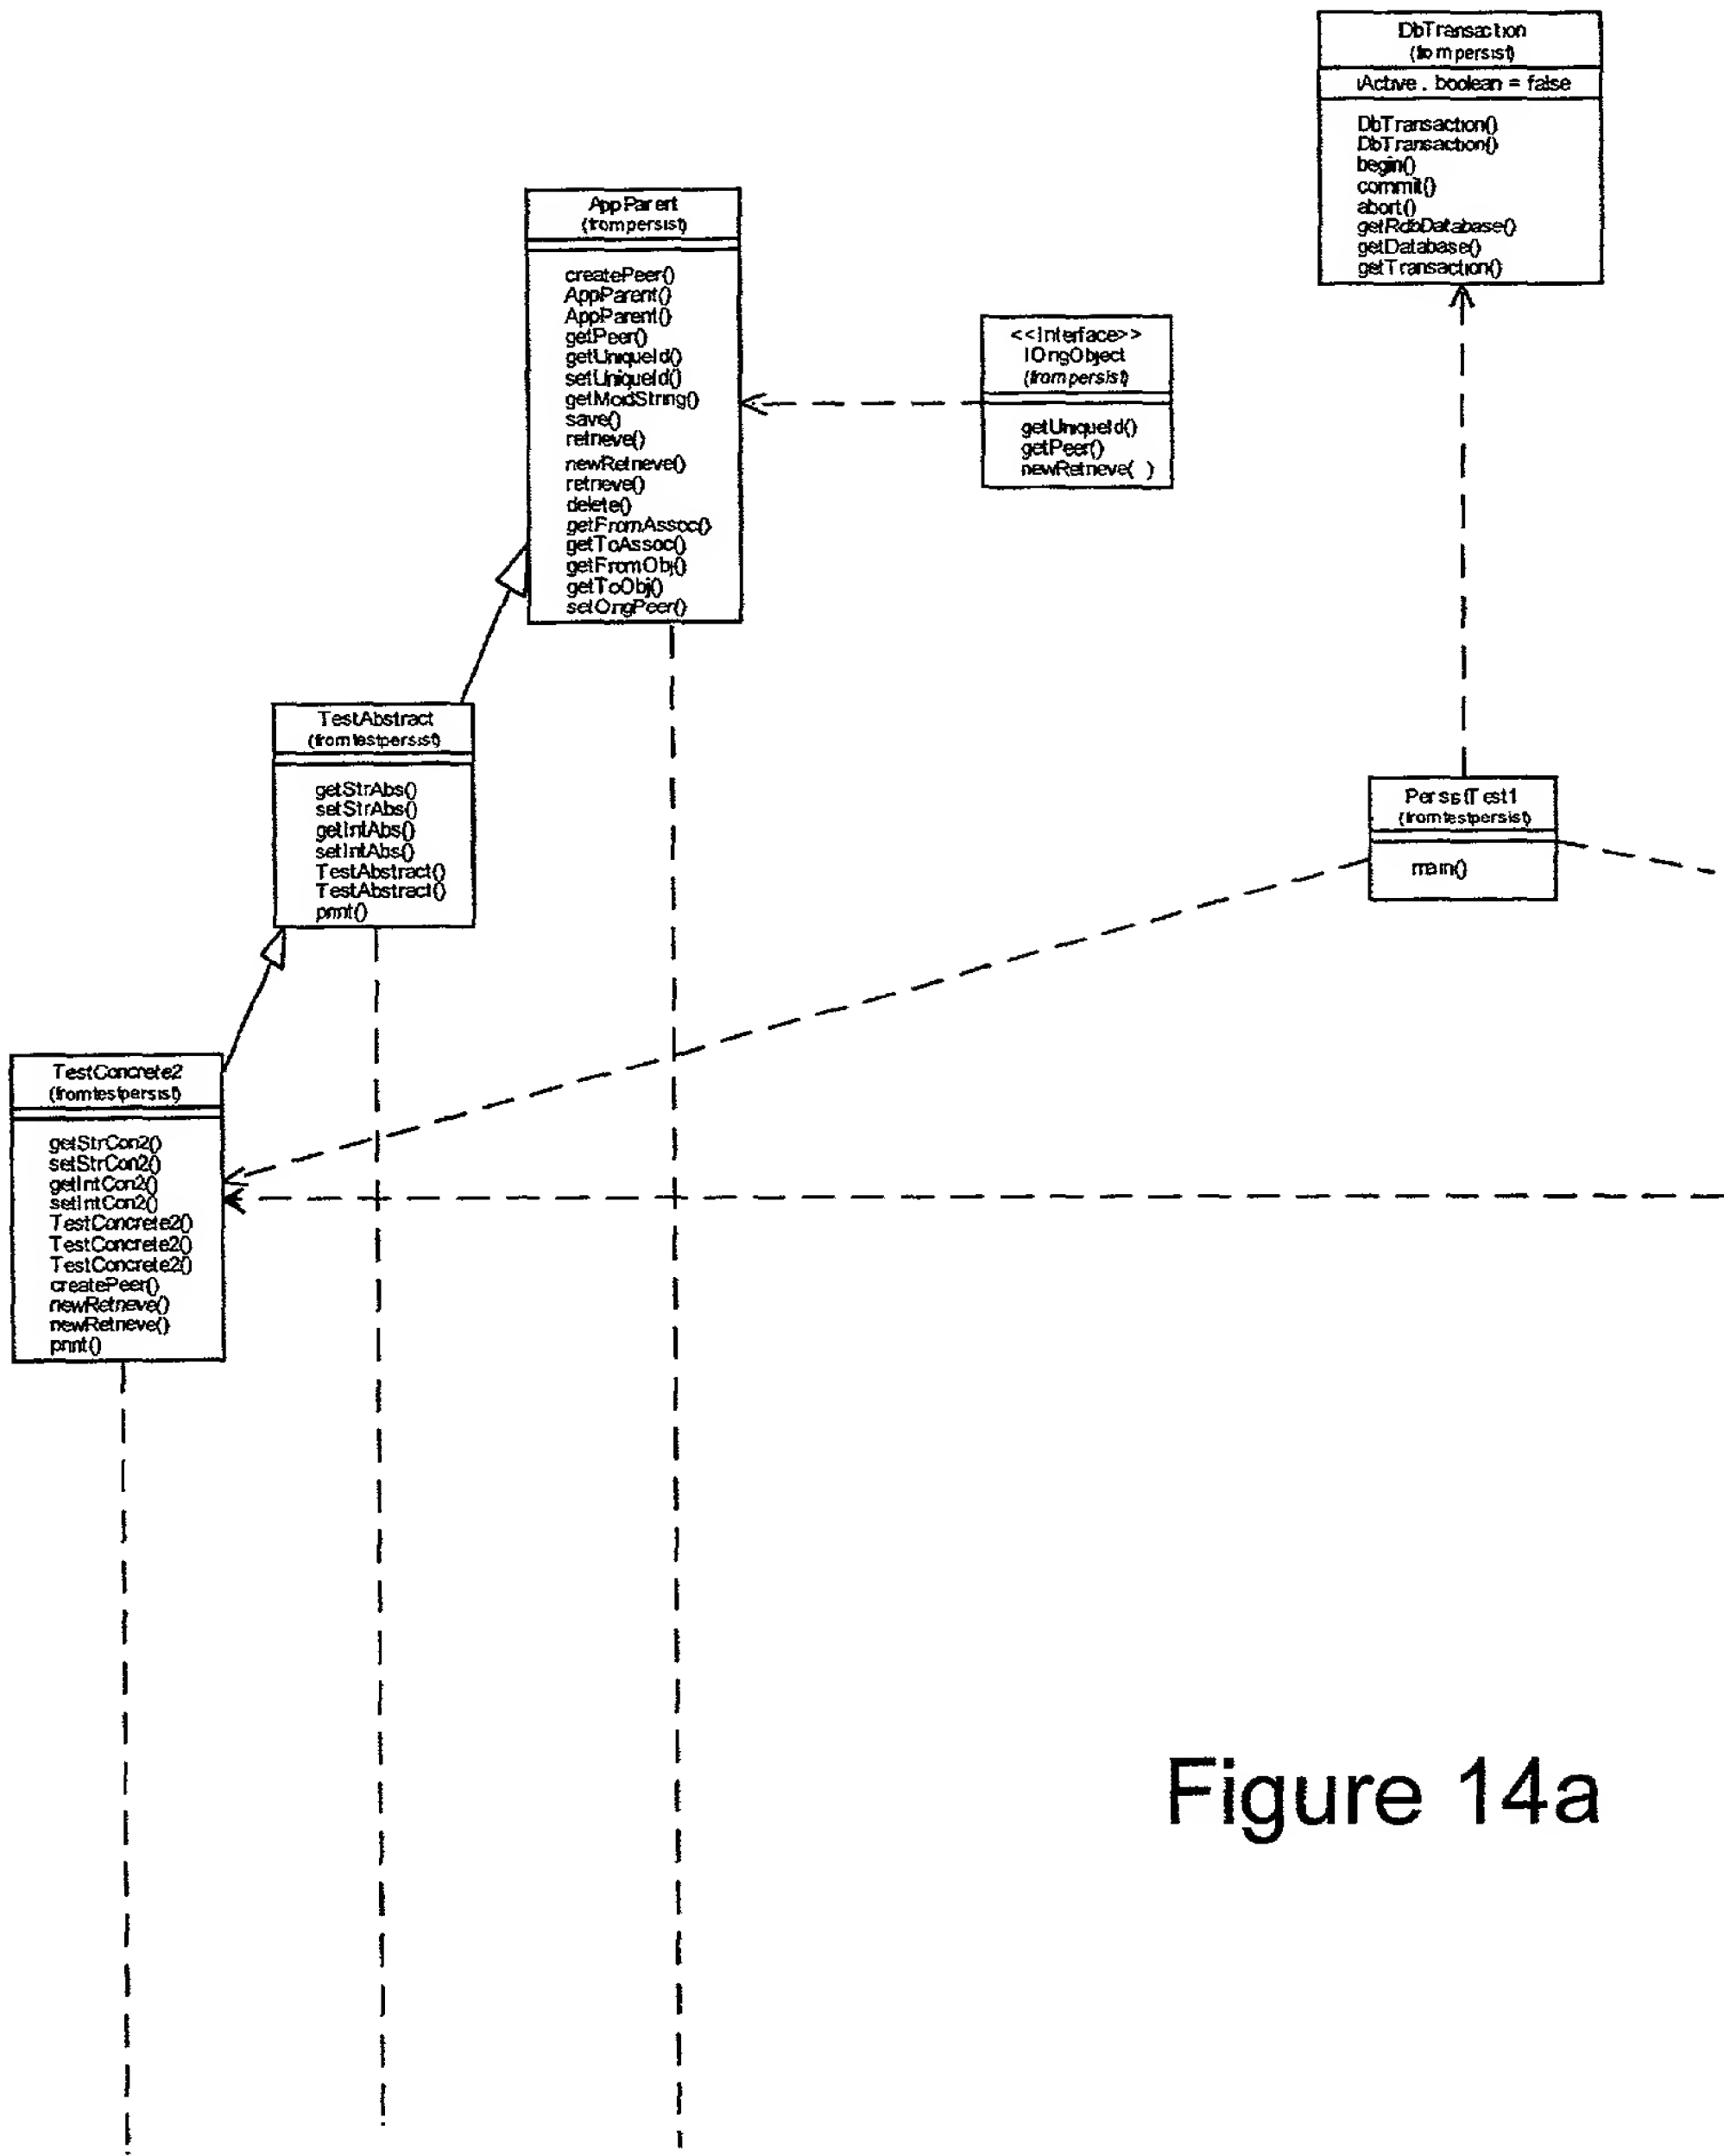 DbTransaction
(from persist)
iActive . boolean = false
DbTransaction()
DbTransaction()
begin()
commit()
abort()
getRdbDatabase()
getDatabase()
getTransaction()
AppParent
(from persist)
createPeer()
AppParent()
AppParent()
getPeer()
getUniqueId()
setUniqueId()
getModString()
save()
retrieve()
newRetrieve()
retrieve()
delete()
getFromAssoc()
getToAssoc()
getFromObj()
getToObj()
setOrigPeer()
<<Interface>>
IOrigObject
(from persist)
getUniqueId()
getPeer()
newRetrieve( )
TestAbstract
(from testpersist)
getStrAbs()
setStrAbs()
getIntAbs()
setIntAbs()
TestAbstract()
TestAbstract()
print()
PersistTest1
(from testpersist)
main()
TestConcrete2
(from testpersist)
getStrCon2()
setStrCon2()
getIntCon2()
setIntCon2()
TestConcrete2()
TestConcrete2()
TestConcrete2()
createPeer()
newRetrieve()
newRetrieve()
print()
Figure 14a